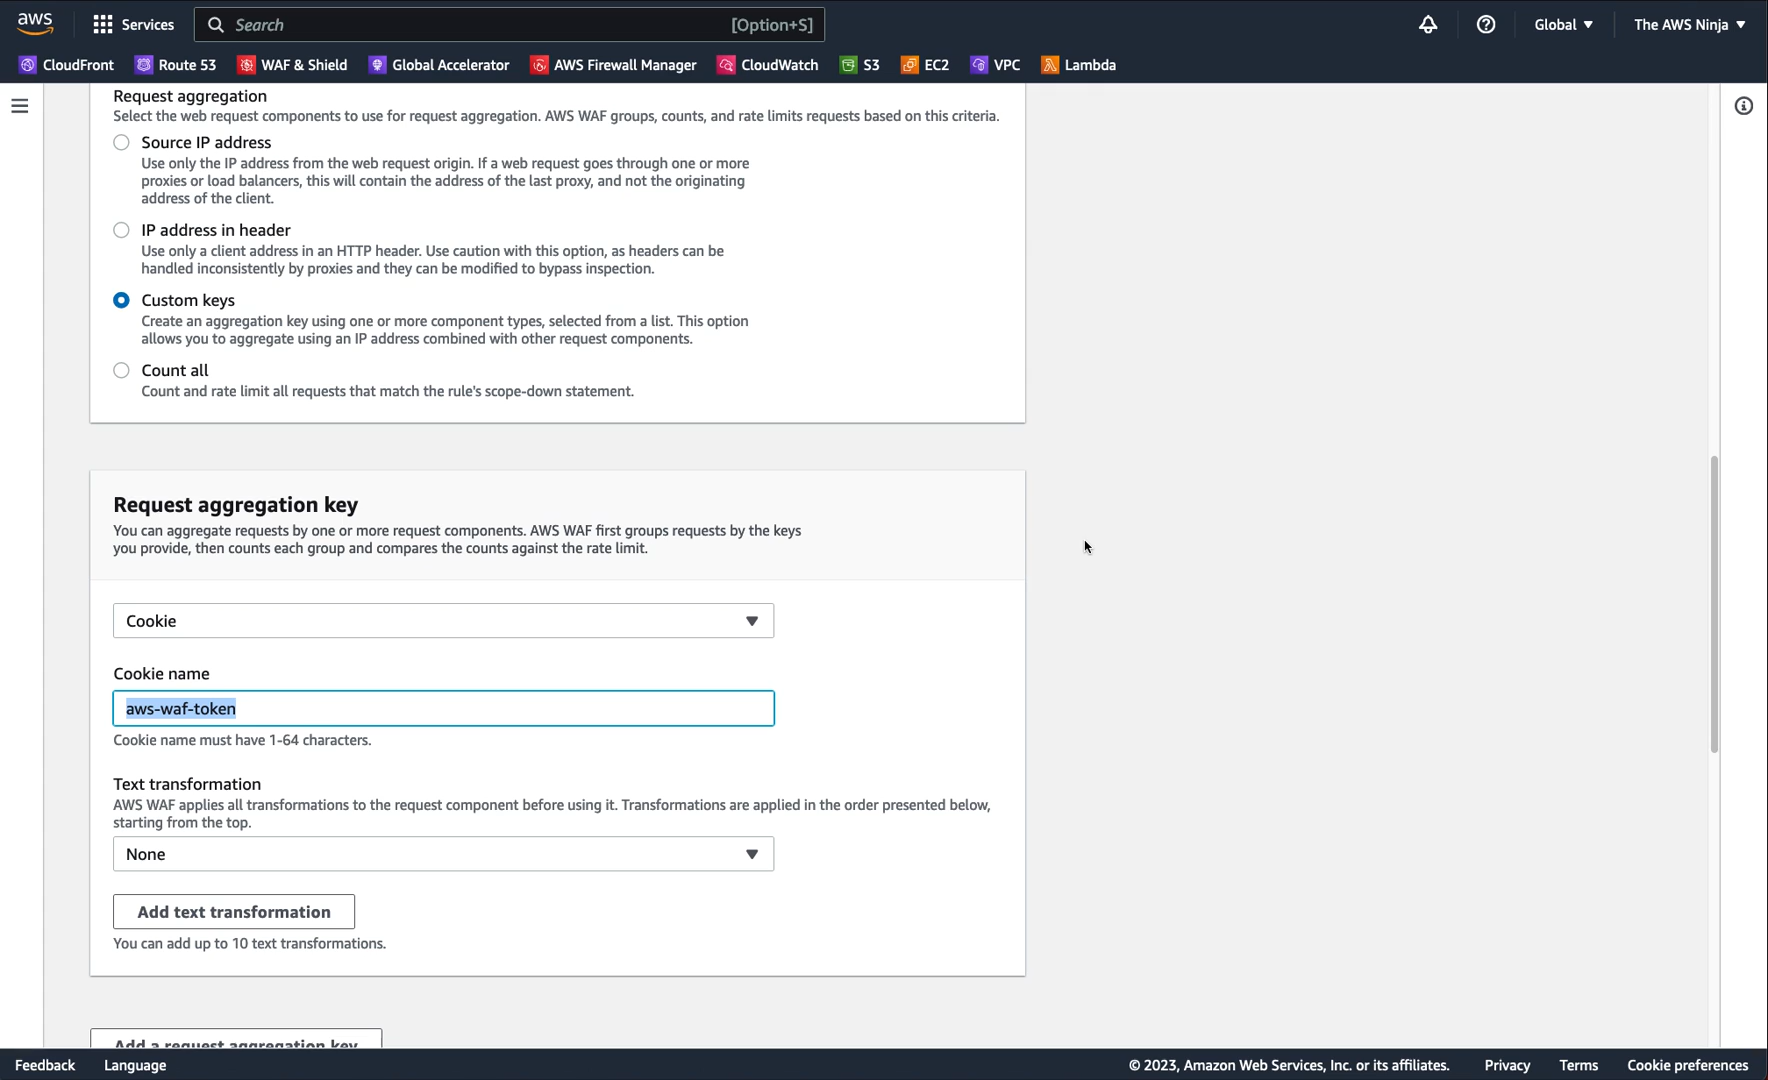 aws
Services
Search
[Option+S]
Global
The AWS Ninja
CloudFront
Route 53
WAF & Shield
Global Accelerator
AWS Firewall Manager
CloudWatch
S3
EC2
VPC
Lambda
Request aggregation
Select the web request components to use for request aggregation. AWS WAF groups, counts, and rate limits requests based on this criteria.
Source IP address
Use only the IP address from the web request origin. If a web request goes through one or more
proxies or load balancers, this will contain the address of the last proxy, and not the originating
address of the client.
IP address in header
Use only a client address in an HTTP header. Use caution with this option, as headers can be
handled inconsistently by proxies and they can be modified to bypass inspection.
Custom keys
Create an aggregation key using one or more component types, selected from a list. This option
allows you to aggregate using an IP address combined with other request components.
Count all
Count and rate limit all requests that match the rule's scope-down statement.
Request aggregation key
You can aggregate requests by one or more request components. AWS WAF first groups requests by the keys
you provide, then counts each group and compares the counts against the rate limit.
Cookie
Cookie name
aws-waf-token
Cookie name must have 1-64 characters.
Text transformation
AWS WAF applies all transformations to the request component before using it. Transformations are applied in the order presented below,
starting from the top.
None
Add text transformation
You can add up to 10 text transformations.
Add a request aggregation key
Feedback
Language
© 2023, Amazon Web Services, Inc. or its affiliates.
Privacy
Terms
Cookie preferences